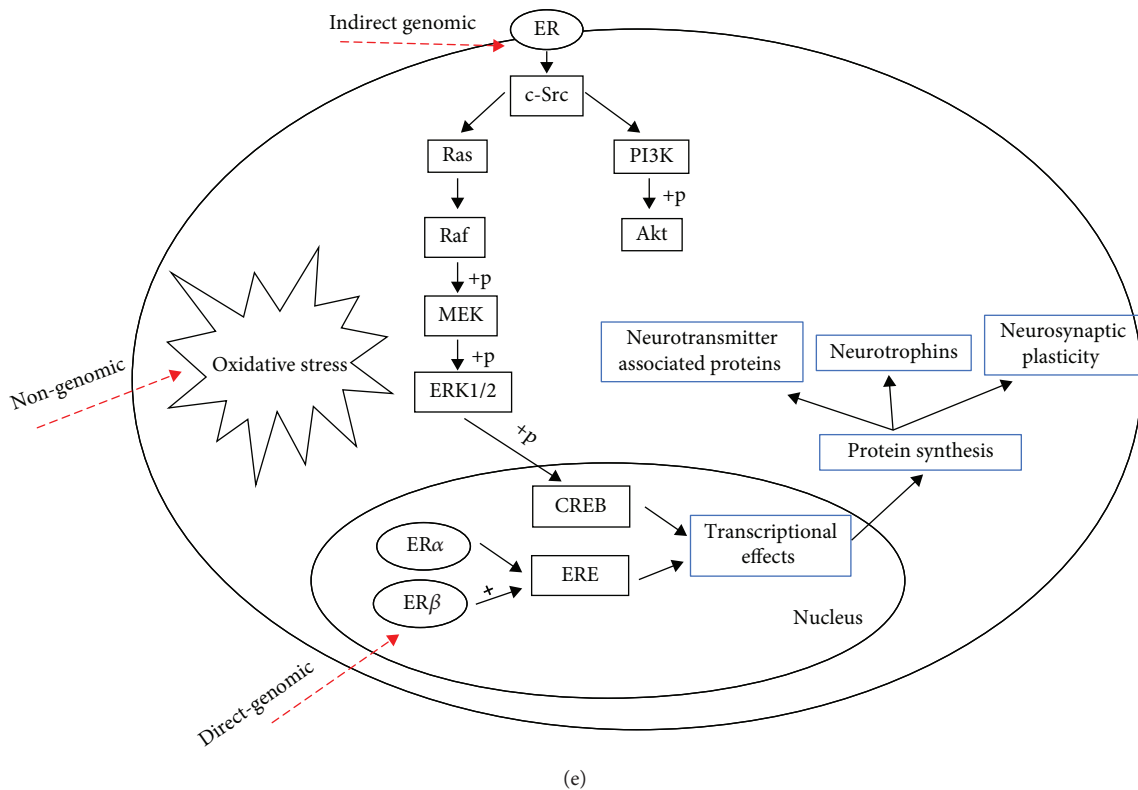 Indirect genomic
ER
c-Src
Ras
PI3K
+p
Raf
Akt
+p
MEK
+p
ERK1/2
+p
Oxidative stress
Non-genomic
Neurotransmitter
associated proteins
Neurotrophins
Neurosynaptic
plasticity
Protein synthesis
CREB
Transcriptional
effects
ERα
ERE
ERβ
+
Nucleus
Direct-genomic
(e)